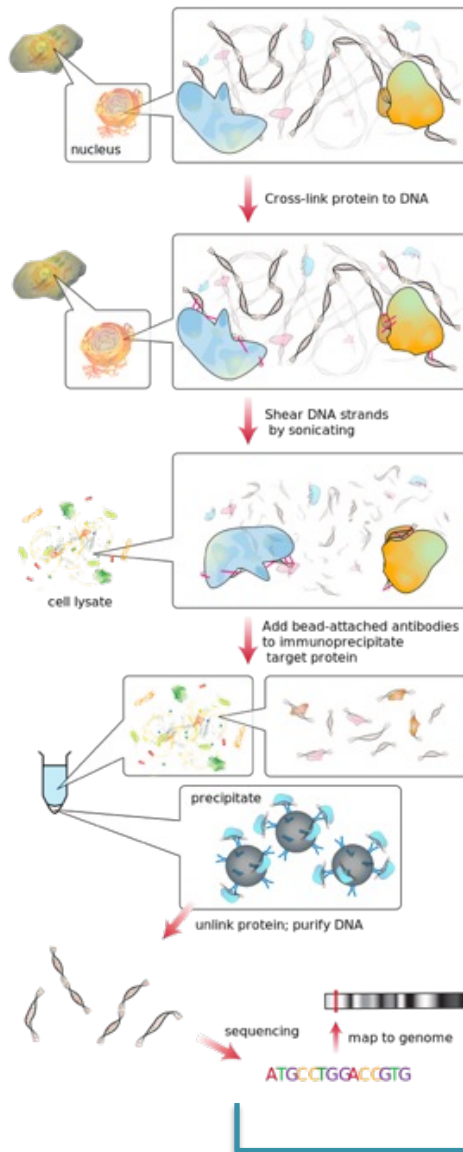 nucleus
Cross-link protein to DNA
Shear DNA strands
by sonicating
cell lysate
Add bead-attached antibodies
to immunoprecipitate
target protein
precipitate
unlink protein; purify DNA
sequencing
map to genome
ATGCCTGGACCGTG